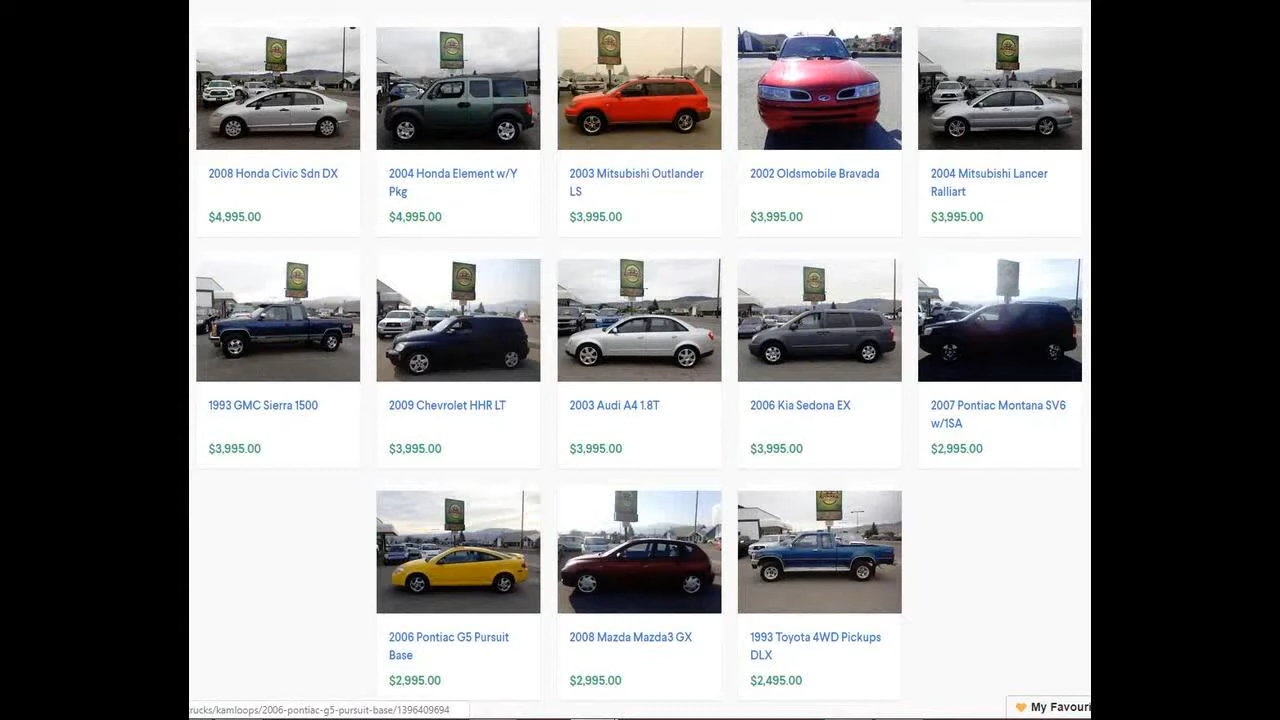 2008 Honda Civic Sdn DX
$4,995.00
2004 Honda Element w/Y
Pkg
$4,995.00
2003 Mitsubishi Outlander
LS
$3,995.00
2002 Oldsmobile Bravada
$3,995.00
2004 Mitsubishi Lancer
Ralliart
$3,995.00
1993 GMC Sierra 1500
$3,995.00
2009 Chevrolet HHR LT
$3,995.00
2003 Audi A4 1.8T
$3,995.00
2006 Kia Sedona EX
$3,995.00
2007 Pontiac Montana SV6
w/1SA
$2,995.00
2006 Pontiac G5 Pursuit
Base
$2,995.00
2008 Mazda Mazda3 GX
$2,995.00
1993 Toyota 4WD Pickups
DLX
$2,495.00
rucks/kamloops/2006-pontiac-g5-pursuit-base/1396409694
My Favouri